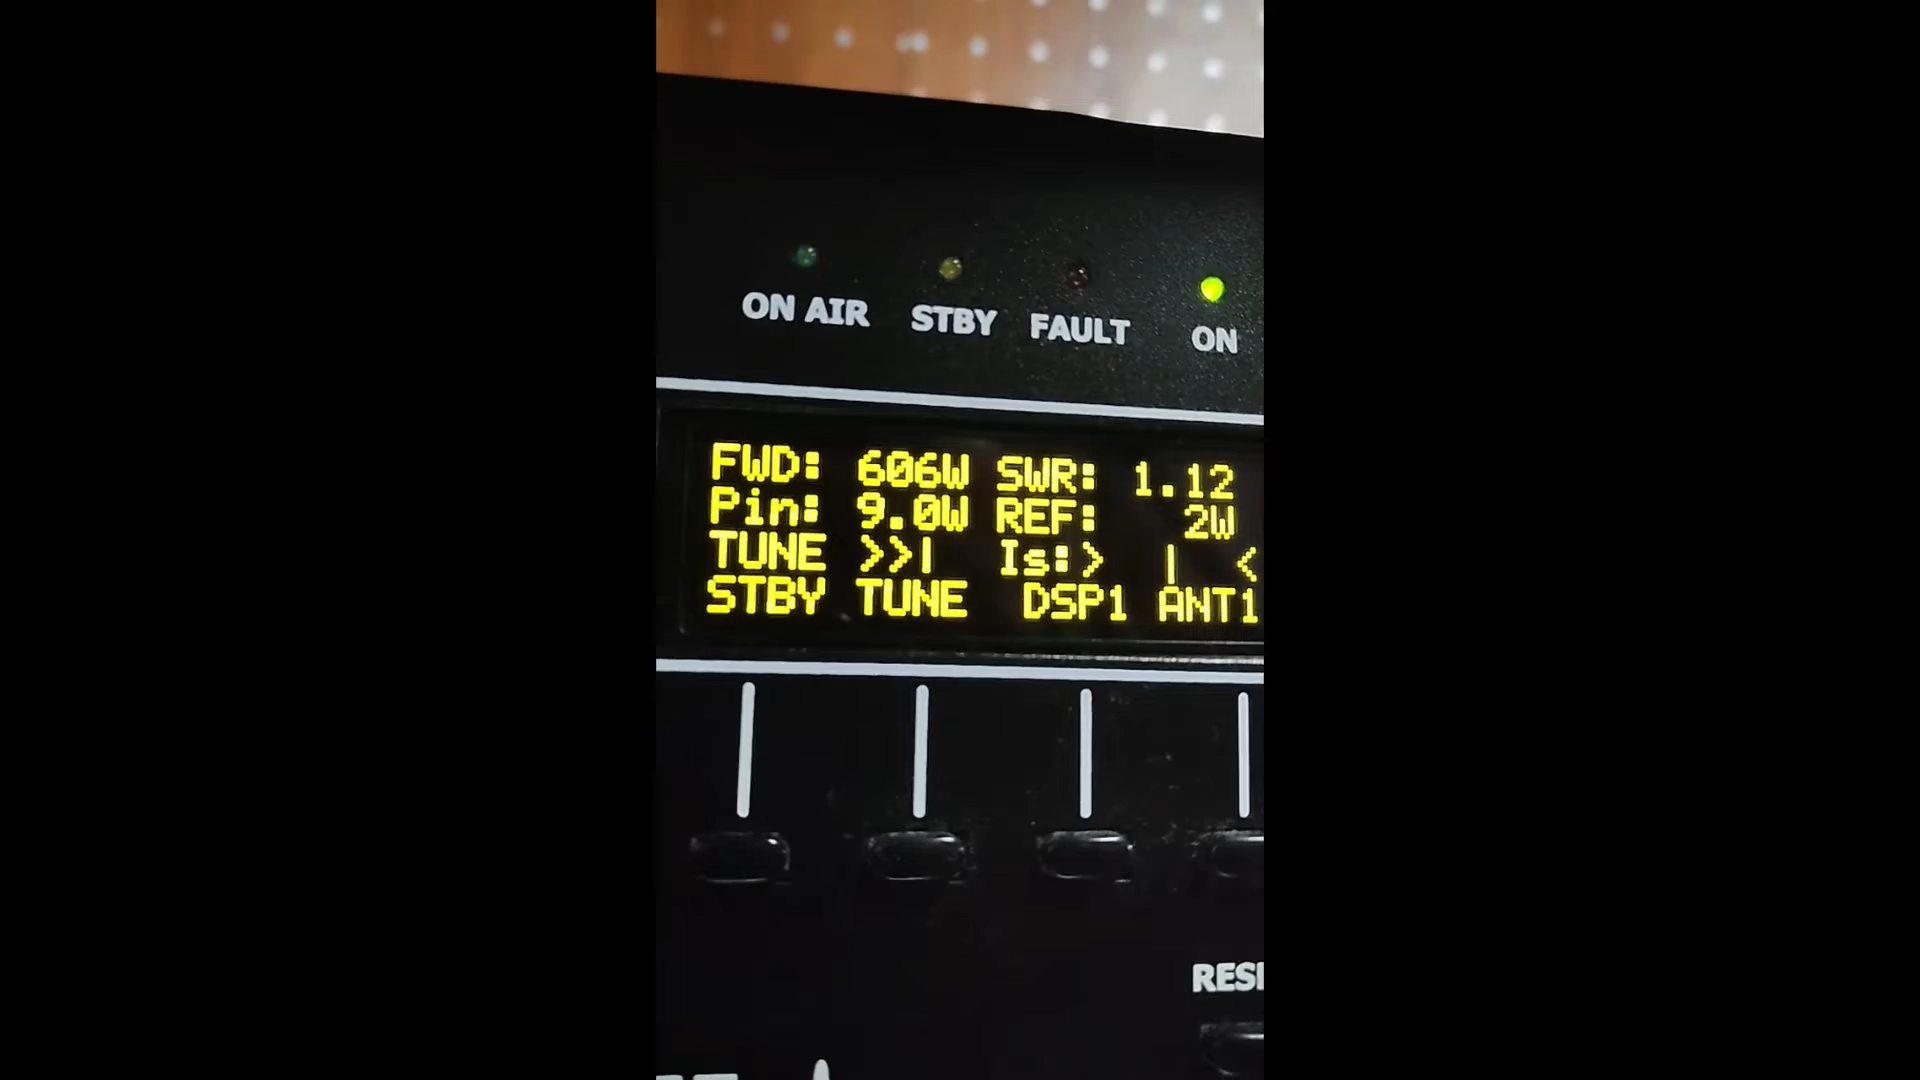 ON AIR STBY FAULT ON
FWD: 606W SWR: 1.12
Pin: 9.0W REF: 2W
TUNE >>| Is:> | <
STBY TUNE DSP1 ANT1